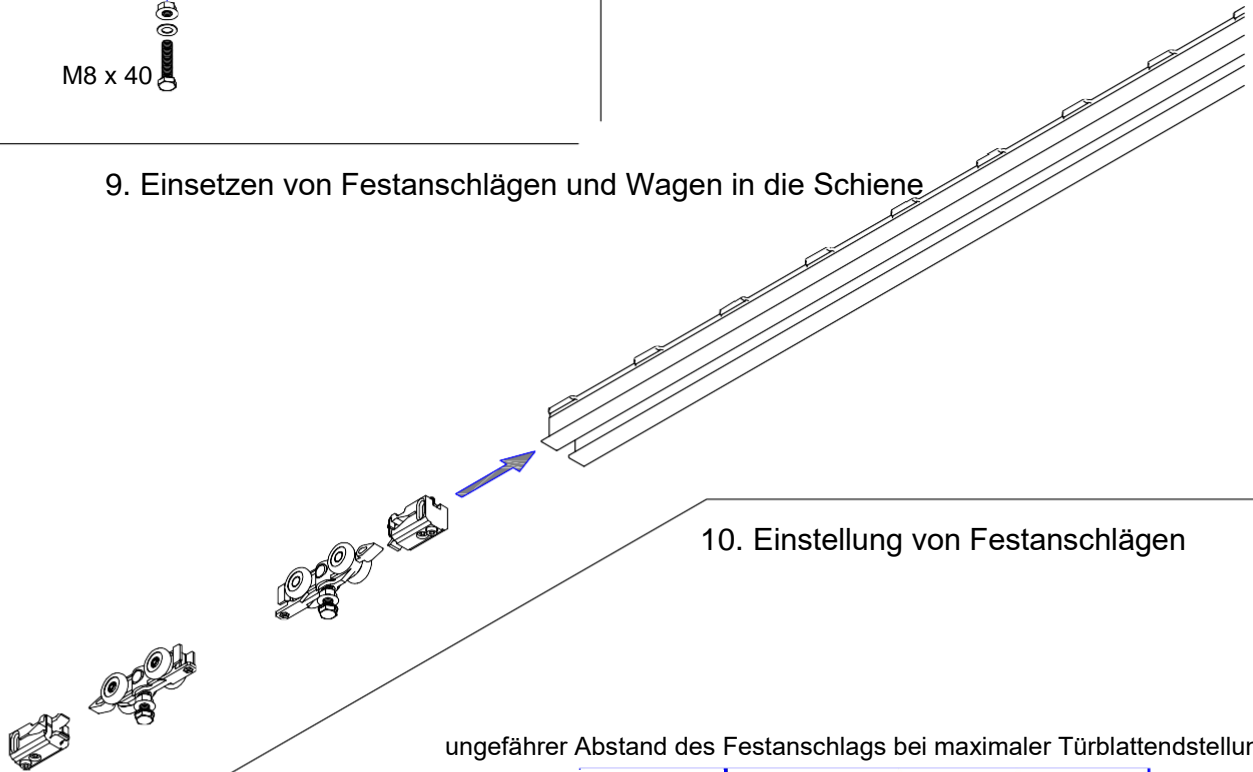 M8 x 40
9. Einsetzen von Festanschlägen und Wagen in die Schiene
10. Einstellung von Festanschlägen
ungefährer Abstand des Festanschlags bei maximaler